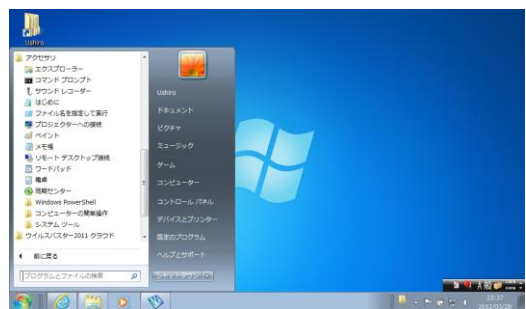 Ushiro
アクセサリ
エクスプローラー
コマンド プロンプト
サウンド レコーダー
はじめに
ファイル名を指定して実行
プロジェクターへの接続
ペイント
メモ帳
リモート デスクトップ接続
ワードパッド
電卓
同期センター
Windows PowerShell
コンピューターの簡単操作
システム ツール
ウイルスバスター2011 クラウド
前に戻る
プログラムとファイルの検索
Ushiro
ドキュメント
ピクチャ
ミュージック
ゲーム
コンピューター
コントロール パネル
デバイスとプリンター
既定のプログラム
ヘルプとサポート
シャットダウン
23:37
2012/03/28